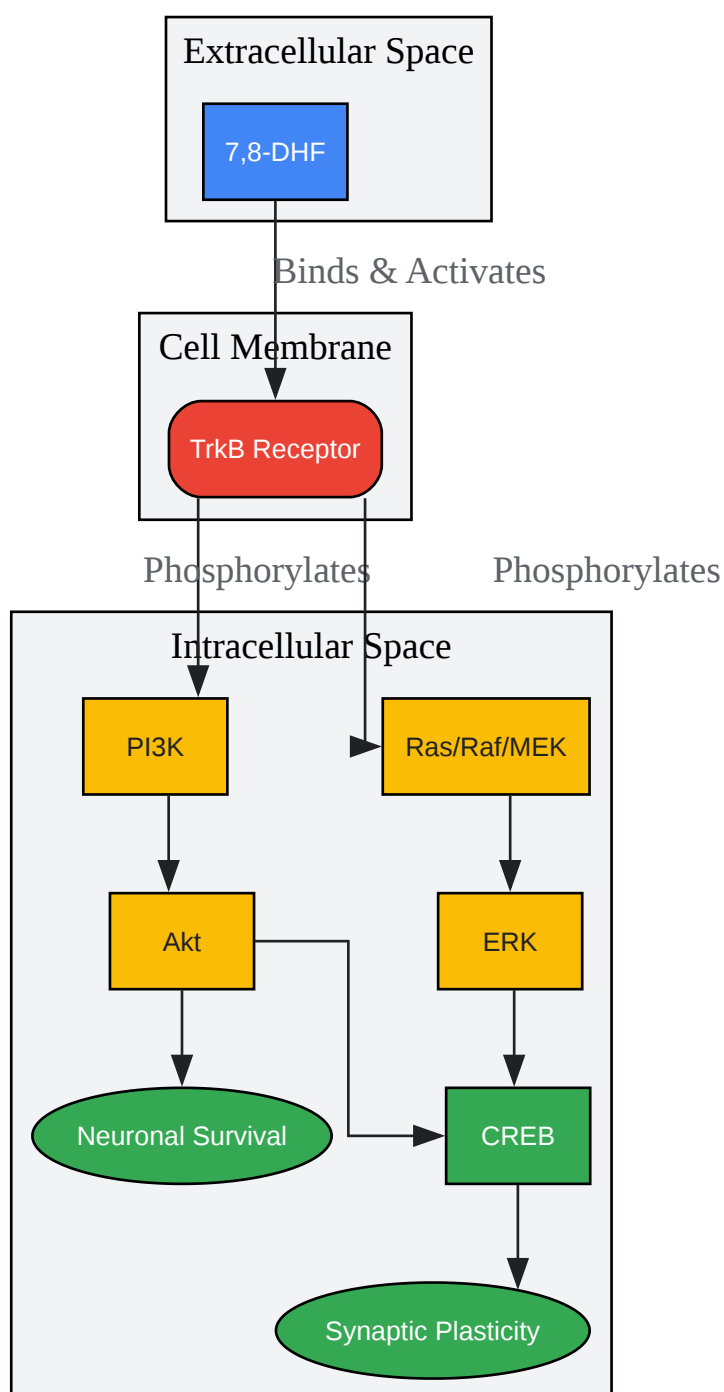 Extracellular Space
7,8-DHF
Binds & Activates
Cell Membrane
TrkB Receptor
Phosphorylates
Phosphorylates
Intracellular Space
PI3K
Ras/Raf/MEK
Akt
ERK
Neuronal Survival
CREB
Synaptic Plasticity